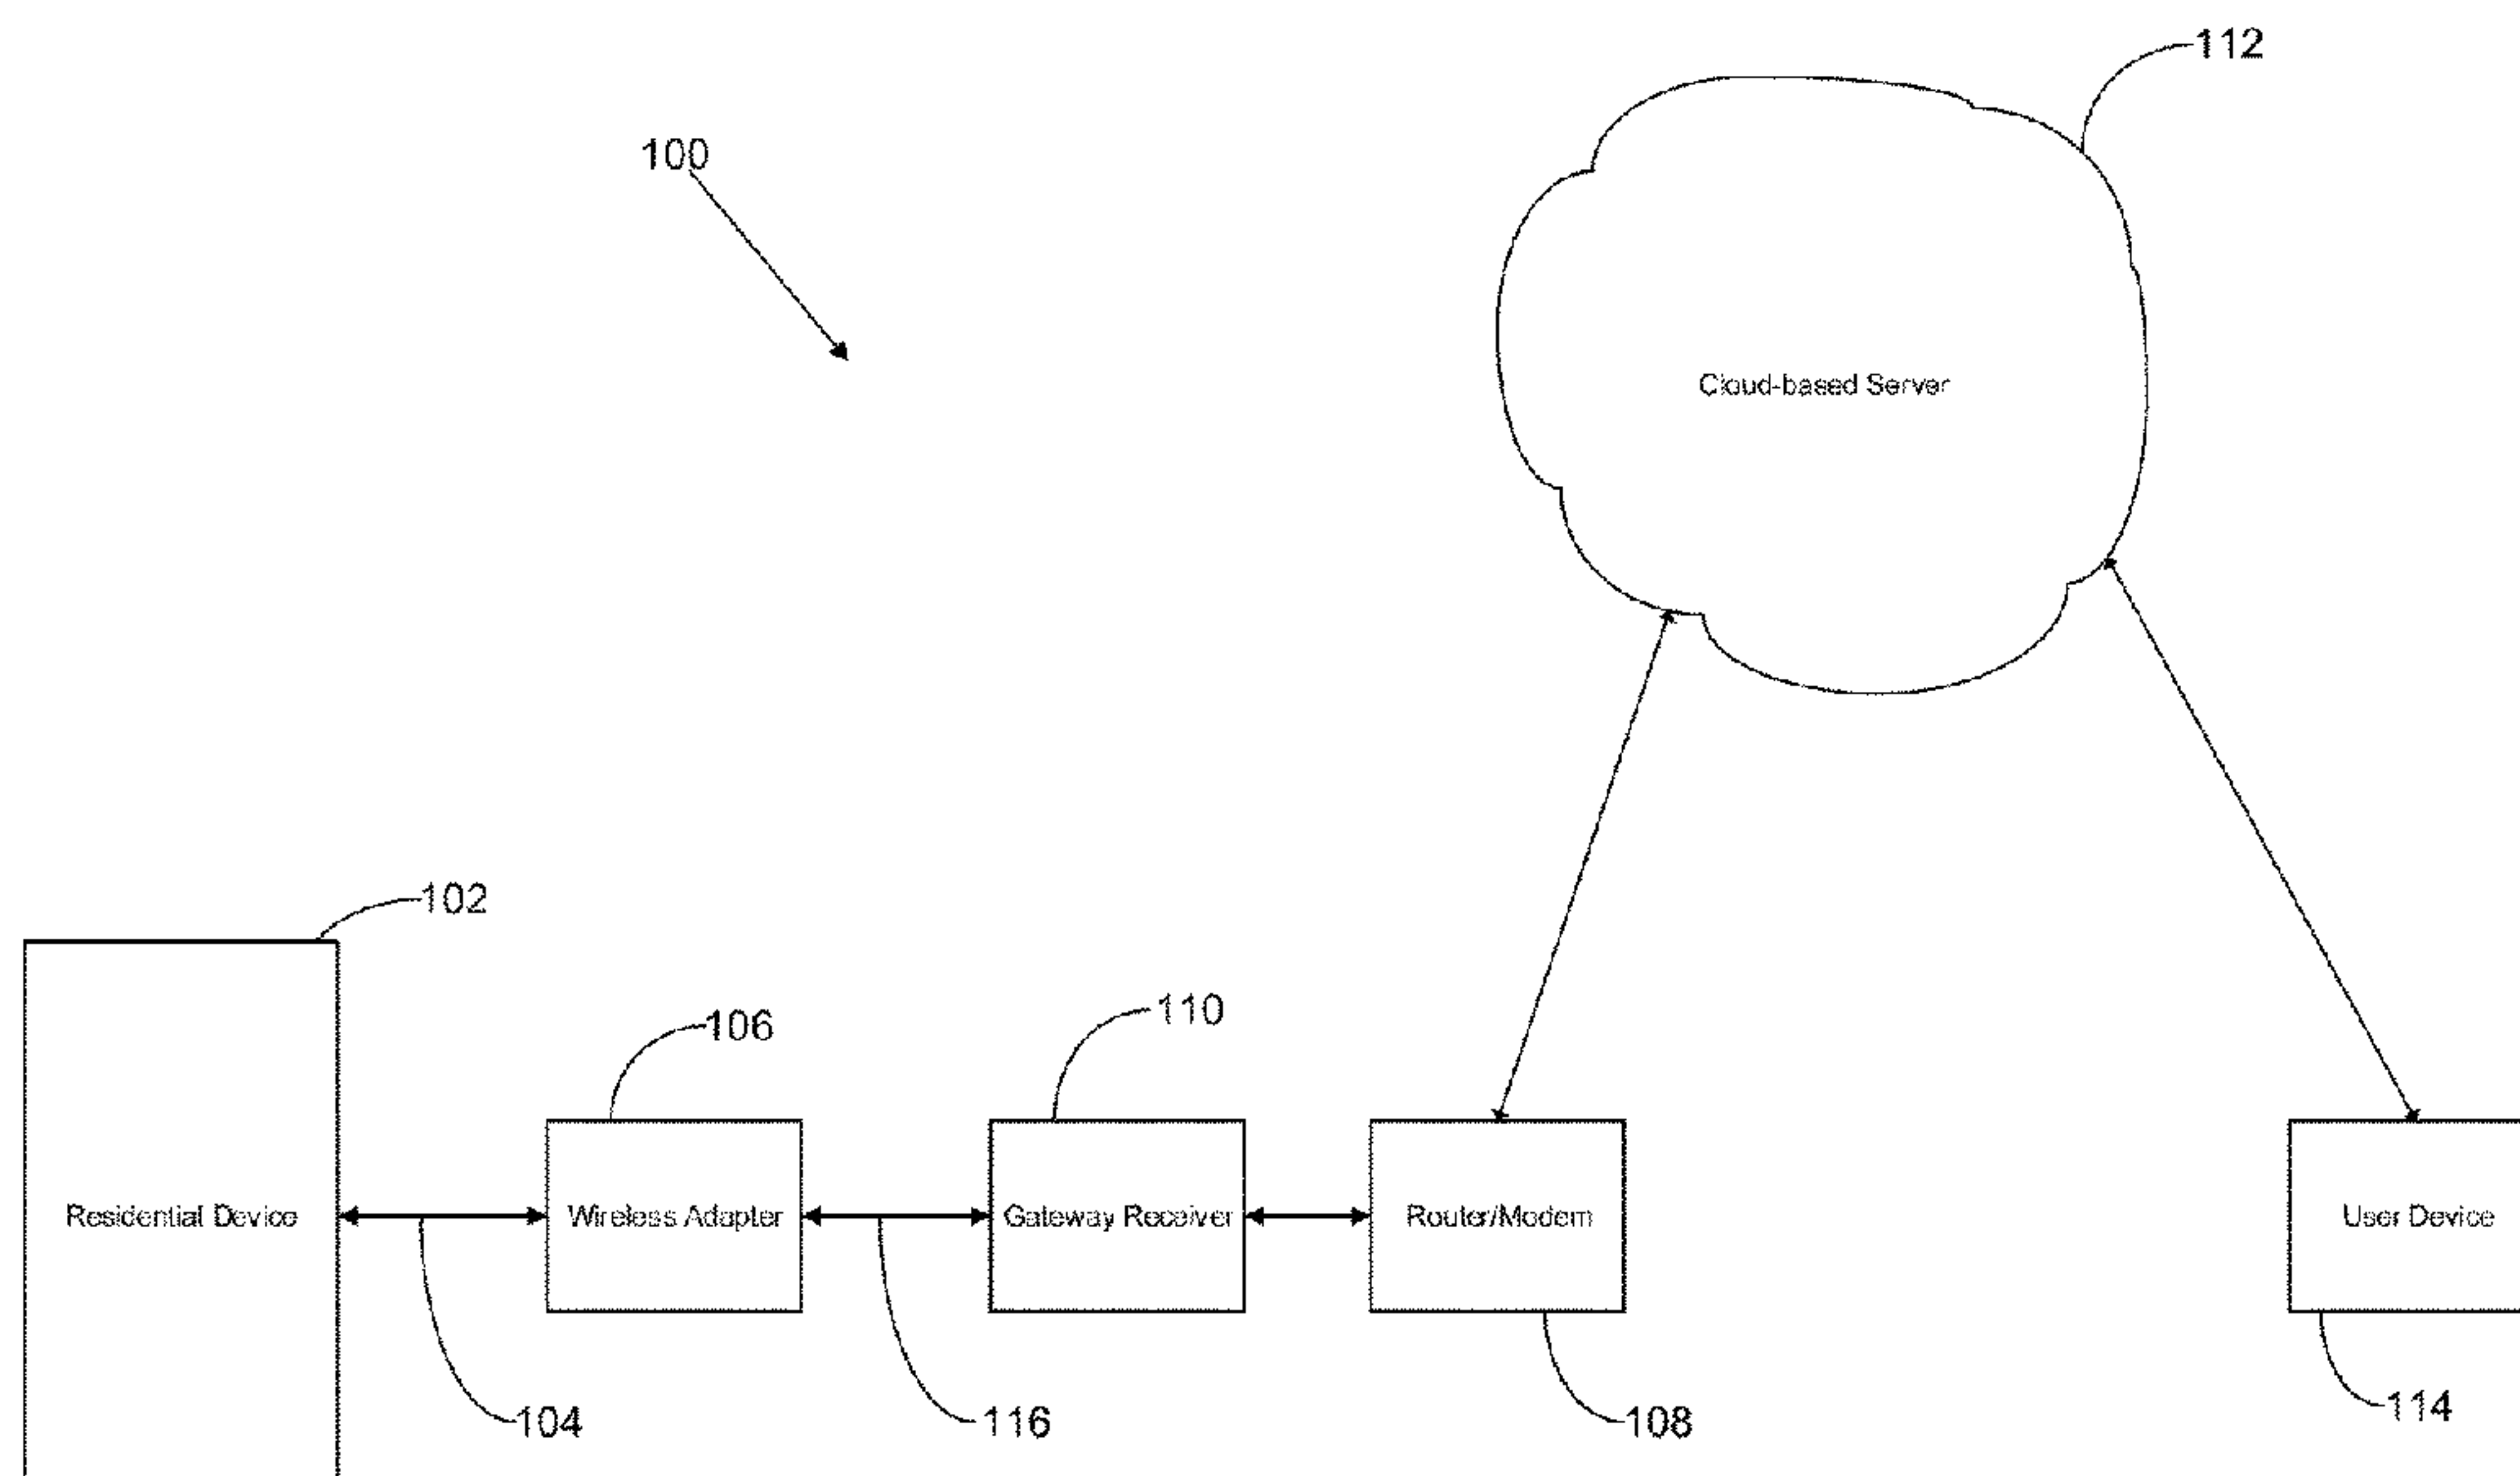 112
100
Cloud-based Server
102
106
110
Residential Device
Wireless Adapter
Gateway Receiver
Router/Modem
User Device
104
116
108
114